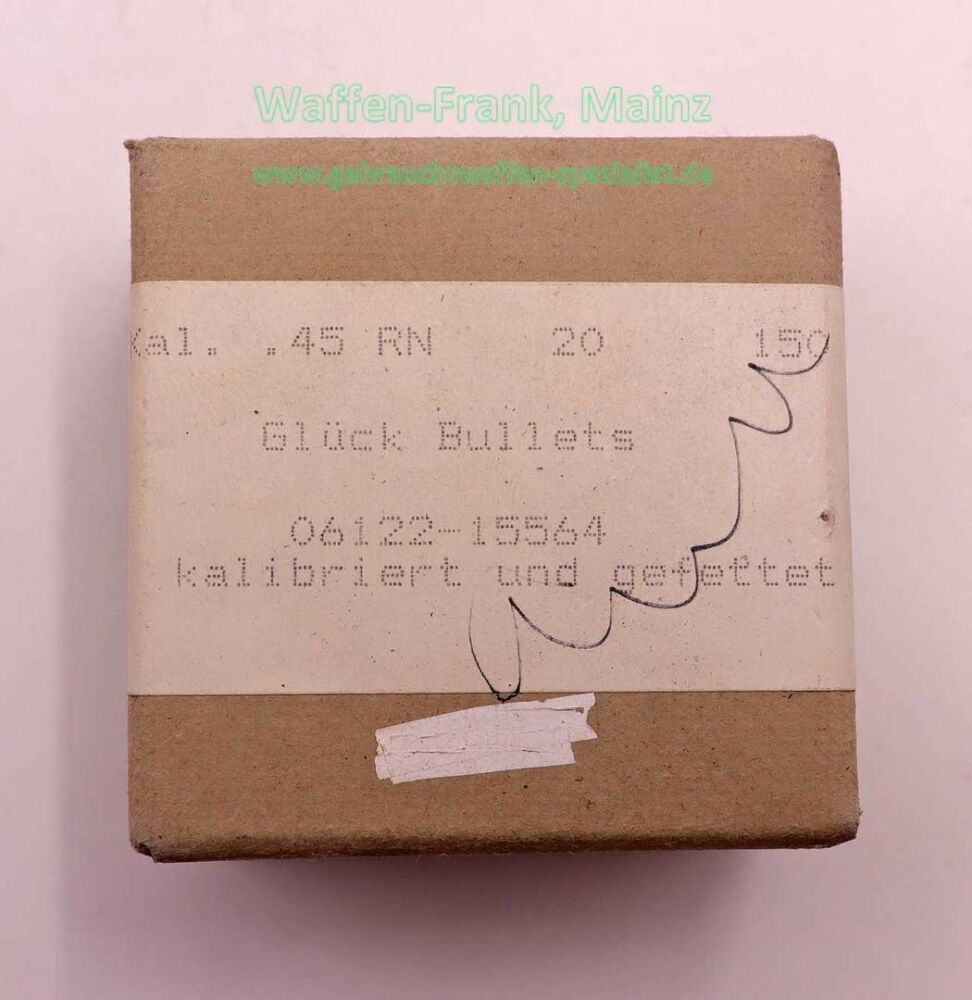 Waffen-Frank, Mainz
www.gebrauchtwaffen-spezialist.de
Kal. .45 RN 20 150
Glück Bullets
06122-15564
kalibriert und gefettet